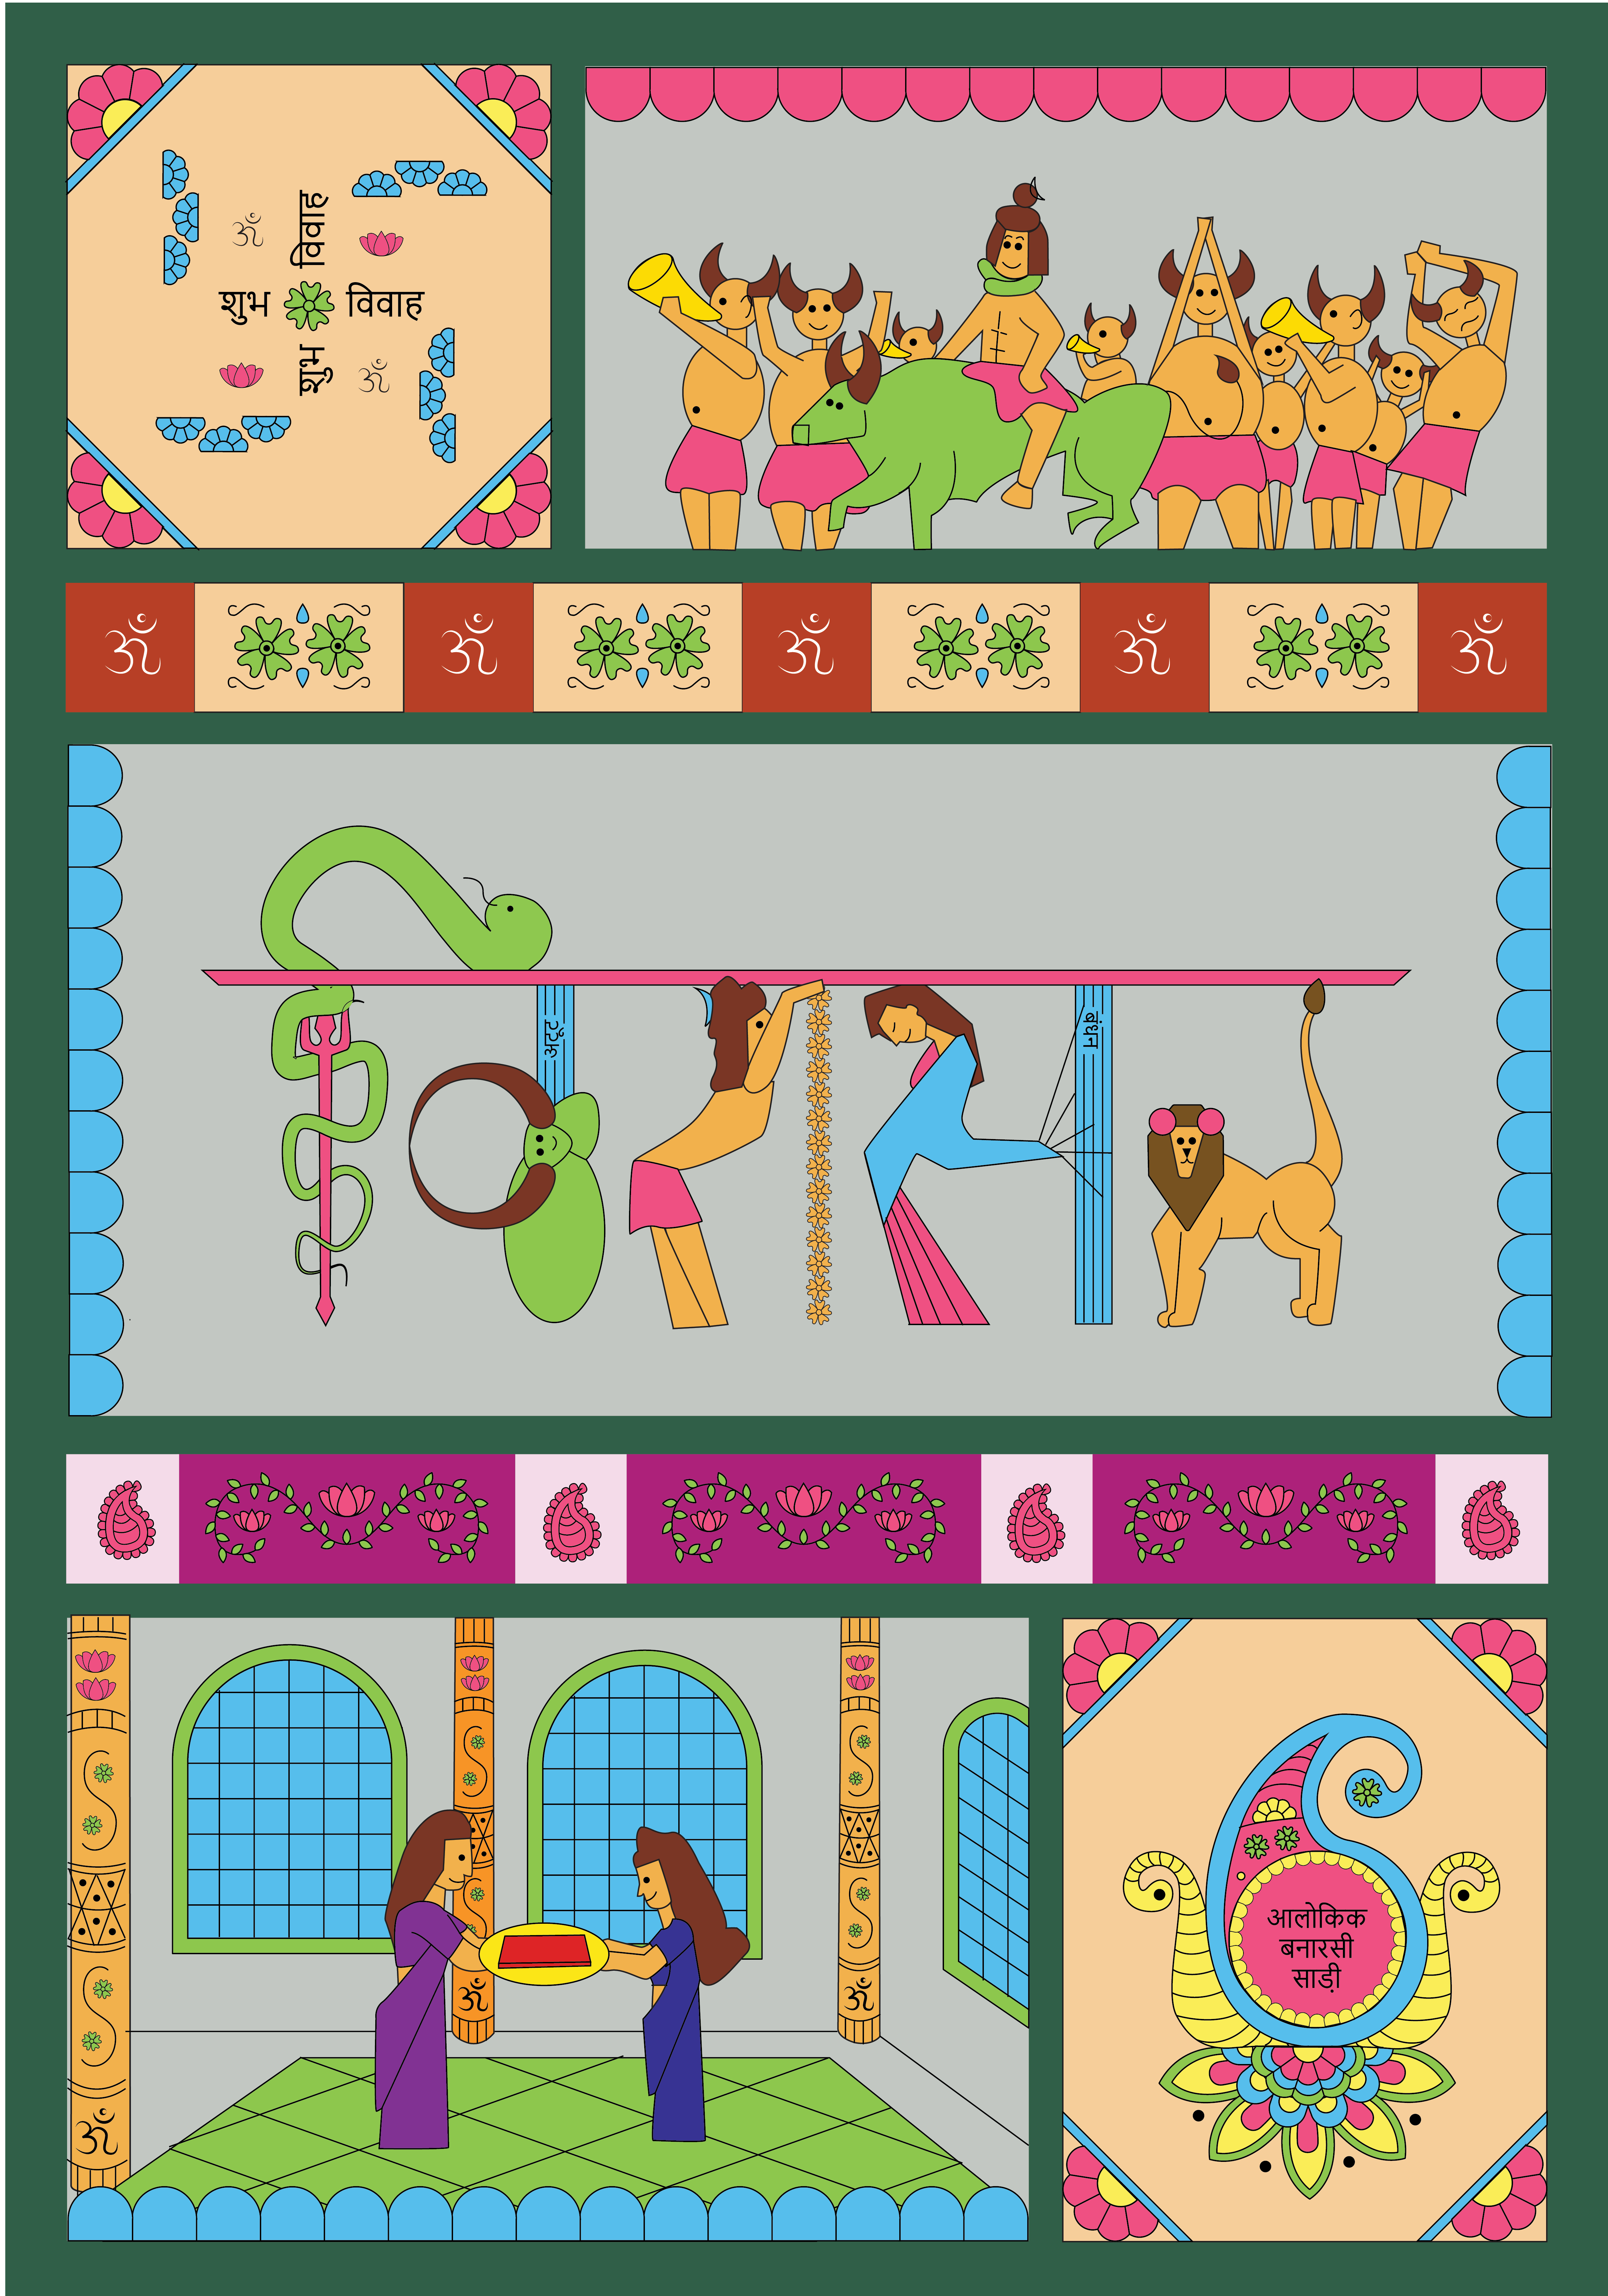 ॐ
शुभ विवाह
शुभ विवाह
ॐ
ॐ ॐ ॐ ॐ ॐ
अटूट
बंधन
ॐ ॐ ॐ
आलोकिक
बनारसी
साड़ी